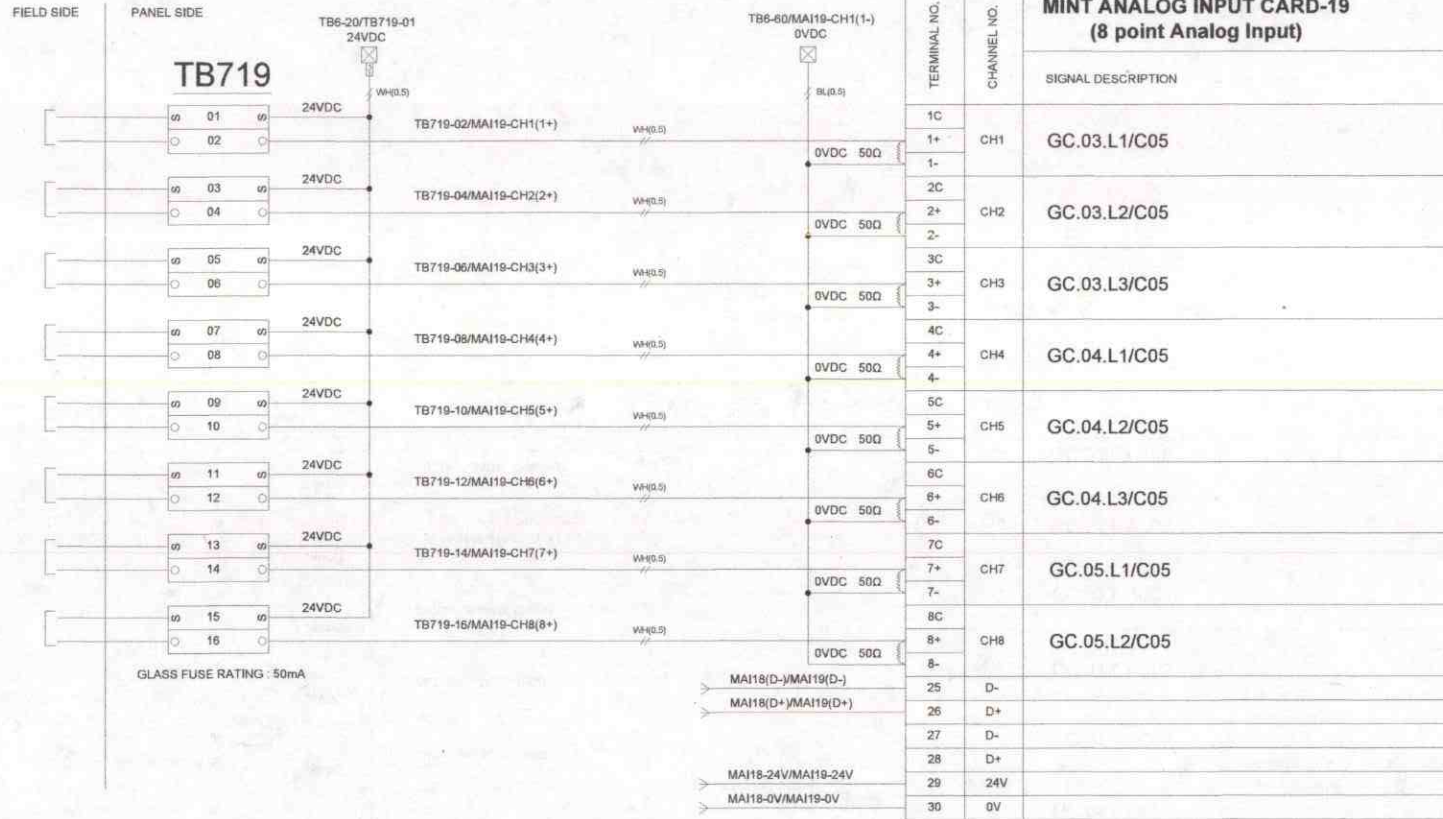 FIELD SIDE
PANEL SIDE
TB6-20/TB719-01
24VDC
TB6-60/MAI19-CH1(1-)
0VDC
TERMINAL NO.
CHANNEL NO.
MINT ANALOG INPUT CARD-19
(8 point Analog Input)
SIGNAL DESCRIPTION
TB719
WH(0.5)
BL(0.5)
S 01 S 24VDC
02
TB719-02/MAI19-CH1(1+)
WH(0.5)
0VDC 50Ω
1C
1+ CH1 GC.03.L1/C05
1-
S 03 S 24VDC
04
TB719-04/MAI19-CH2(2+)
WH(0.5)
0VDC 50Ω
2C
2+ CH2 GC.03.L2/C05
2-
S 05 S 24VDC
06
TB719-06/MAI19-CH3(3+)
WH(0.5)
0VDC 50Ω
3C
3+ CH3 GC.03.L3/C05
3-
S 07 S 24VDC
08
TB719-08/MAI19-CH4(4+)
WH(0.5)
0VDC 50Ω
4C
4+ CH4 GC.04.L1/C05
4-
S 09 S 24VDC
10
TB719-10/MAI19-CH5(5+)
WH(0.5)
0VDC 50Ω
5C
5+ CH5 GC.04.L2/C05
5-
S 11 S 24VDC
12
TB719-12/MAI19-CH6(6+)
WH(0.5)
0VDC 50Ω
6C
6+ CH6 GC.04.L3/C05
6-
S 13 S 24VDC
14
TB719-14/MAI19-CH7(7+)
WH(0.5)
0VDC 50Ω
7C
7+ CH7 GC.05.L1/C05
7-
S 15 S 24VDC
16
TB719-16/MAI19-CH8(8+)
WH(0.5)
0VDC 50Ω
8C
8+ CH8 GC.05.L2/C05
8-
GLASS FUSE RATING : 50mA
MAI18(D-)/MAI19(D-) 25 D-
MAI18(D+)/MAI19(D+) 26 D+
27 D-
28 D+
MAI18-24V/MAI19-24V 29 24V
MAI18-0V/MAI19-0V 30 0V